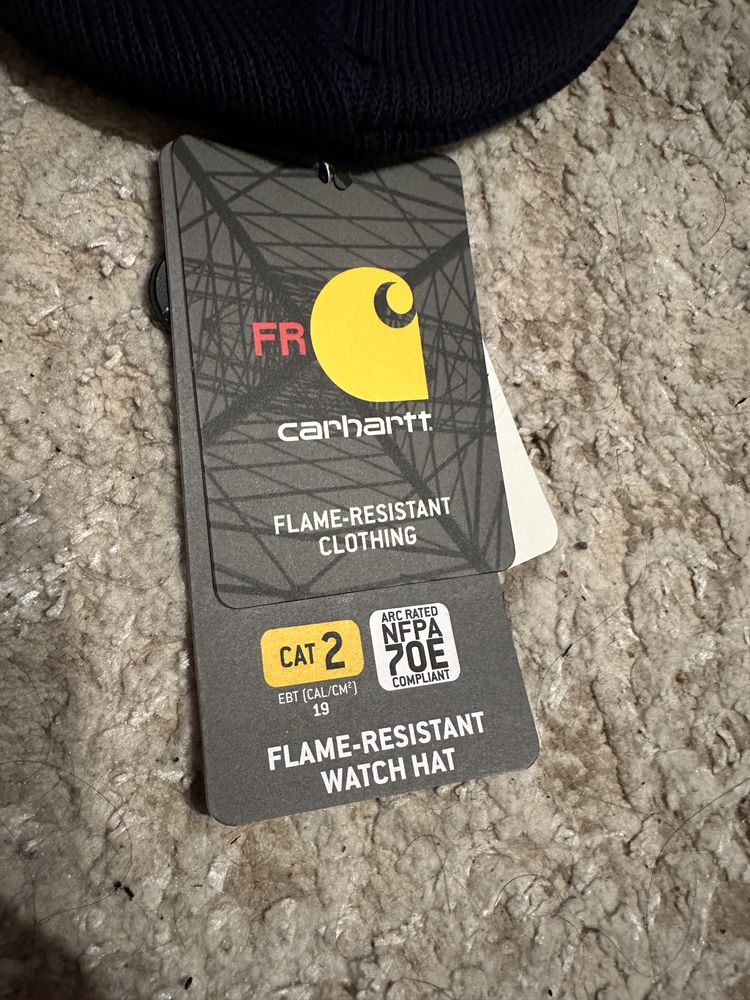 FR
carhartt
FLAME-RESISTANT
CLOTHING
CAT 2
EBT (CAL/CM²)
19
ARC RATED
NFPA
70E
COMPLIANT
FLAME-RESISTANT
WATCH HAT